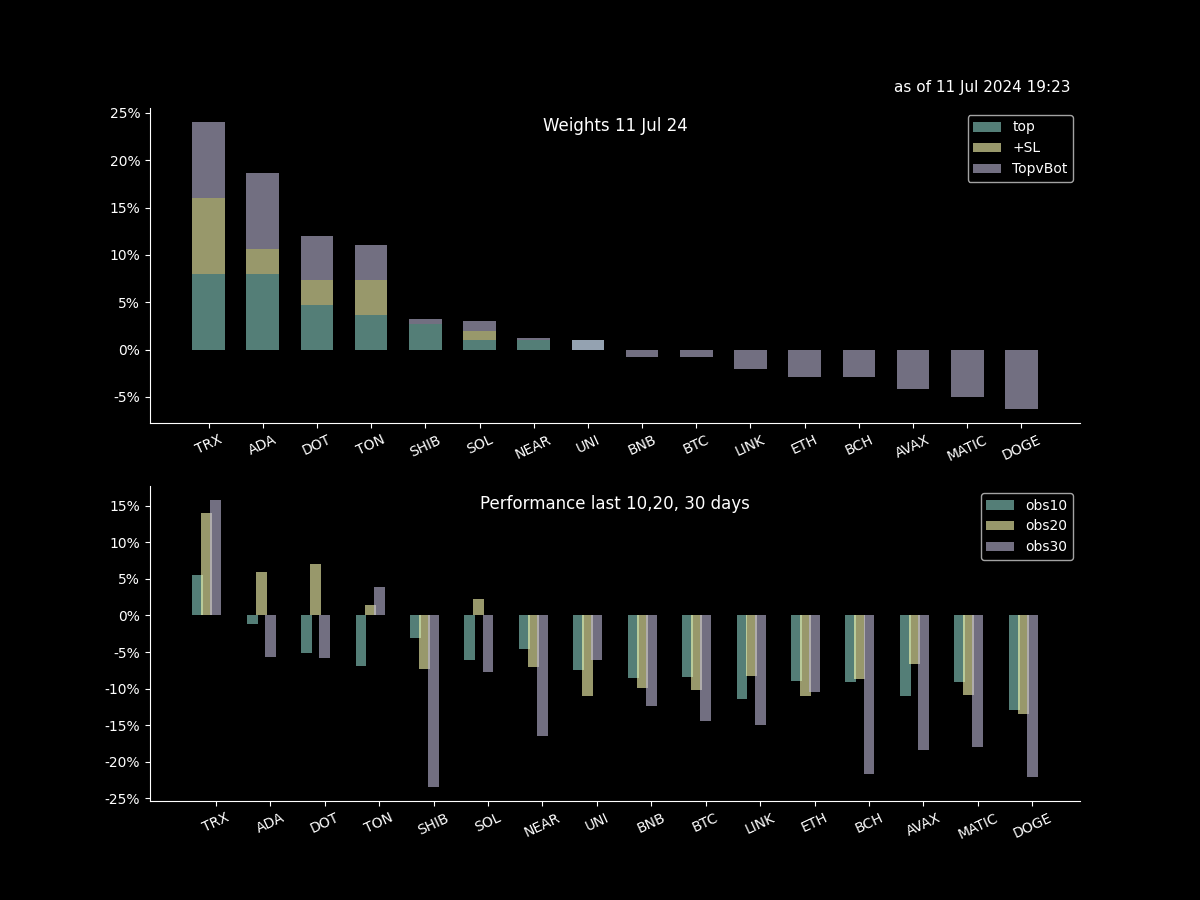 as of 11 Jul 2024 19:23
Weights 11 Jul 24
top
+SL
TopvBot
25%
20%
15%
10%
5%
0%
-5%
TRX ADA DOT TON SHIB SOL NEAR UNI BNB BTC LINK ETH BCH AVAX MATIC DOGE
Performance last 10,20, 30 days
obs10
obs20
obs30
15%
10%
5%
0%
-5%
-10%
-15%
-20%
-25%
TRX ADA DOT TON SHIB SOL NEAR UNI BNB BTC LINK ETH BCH AVAX MATIC DOGE